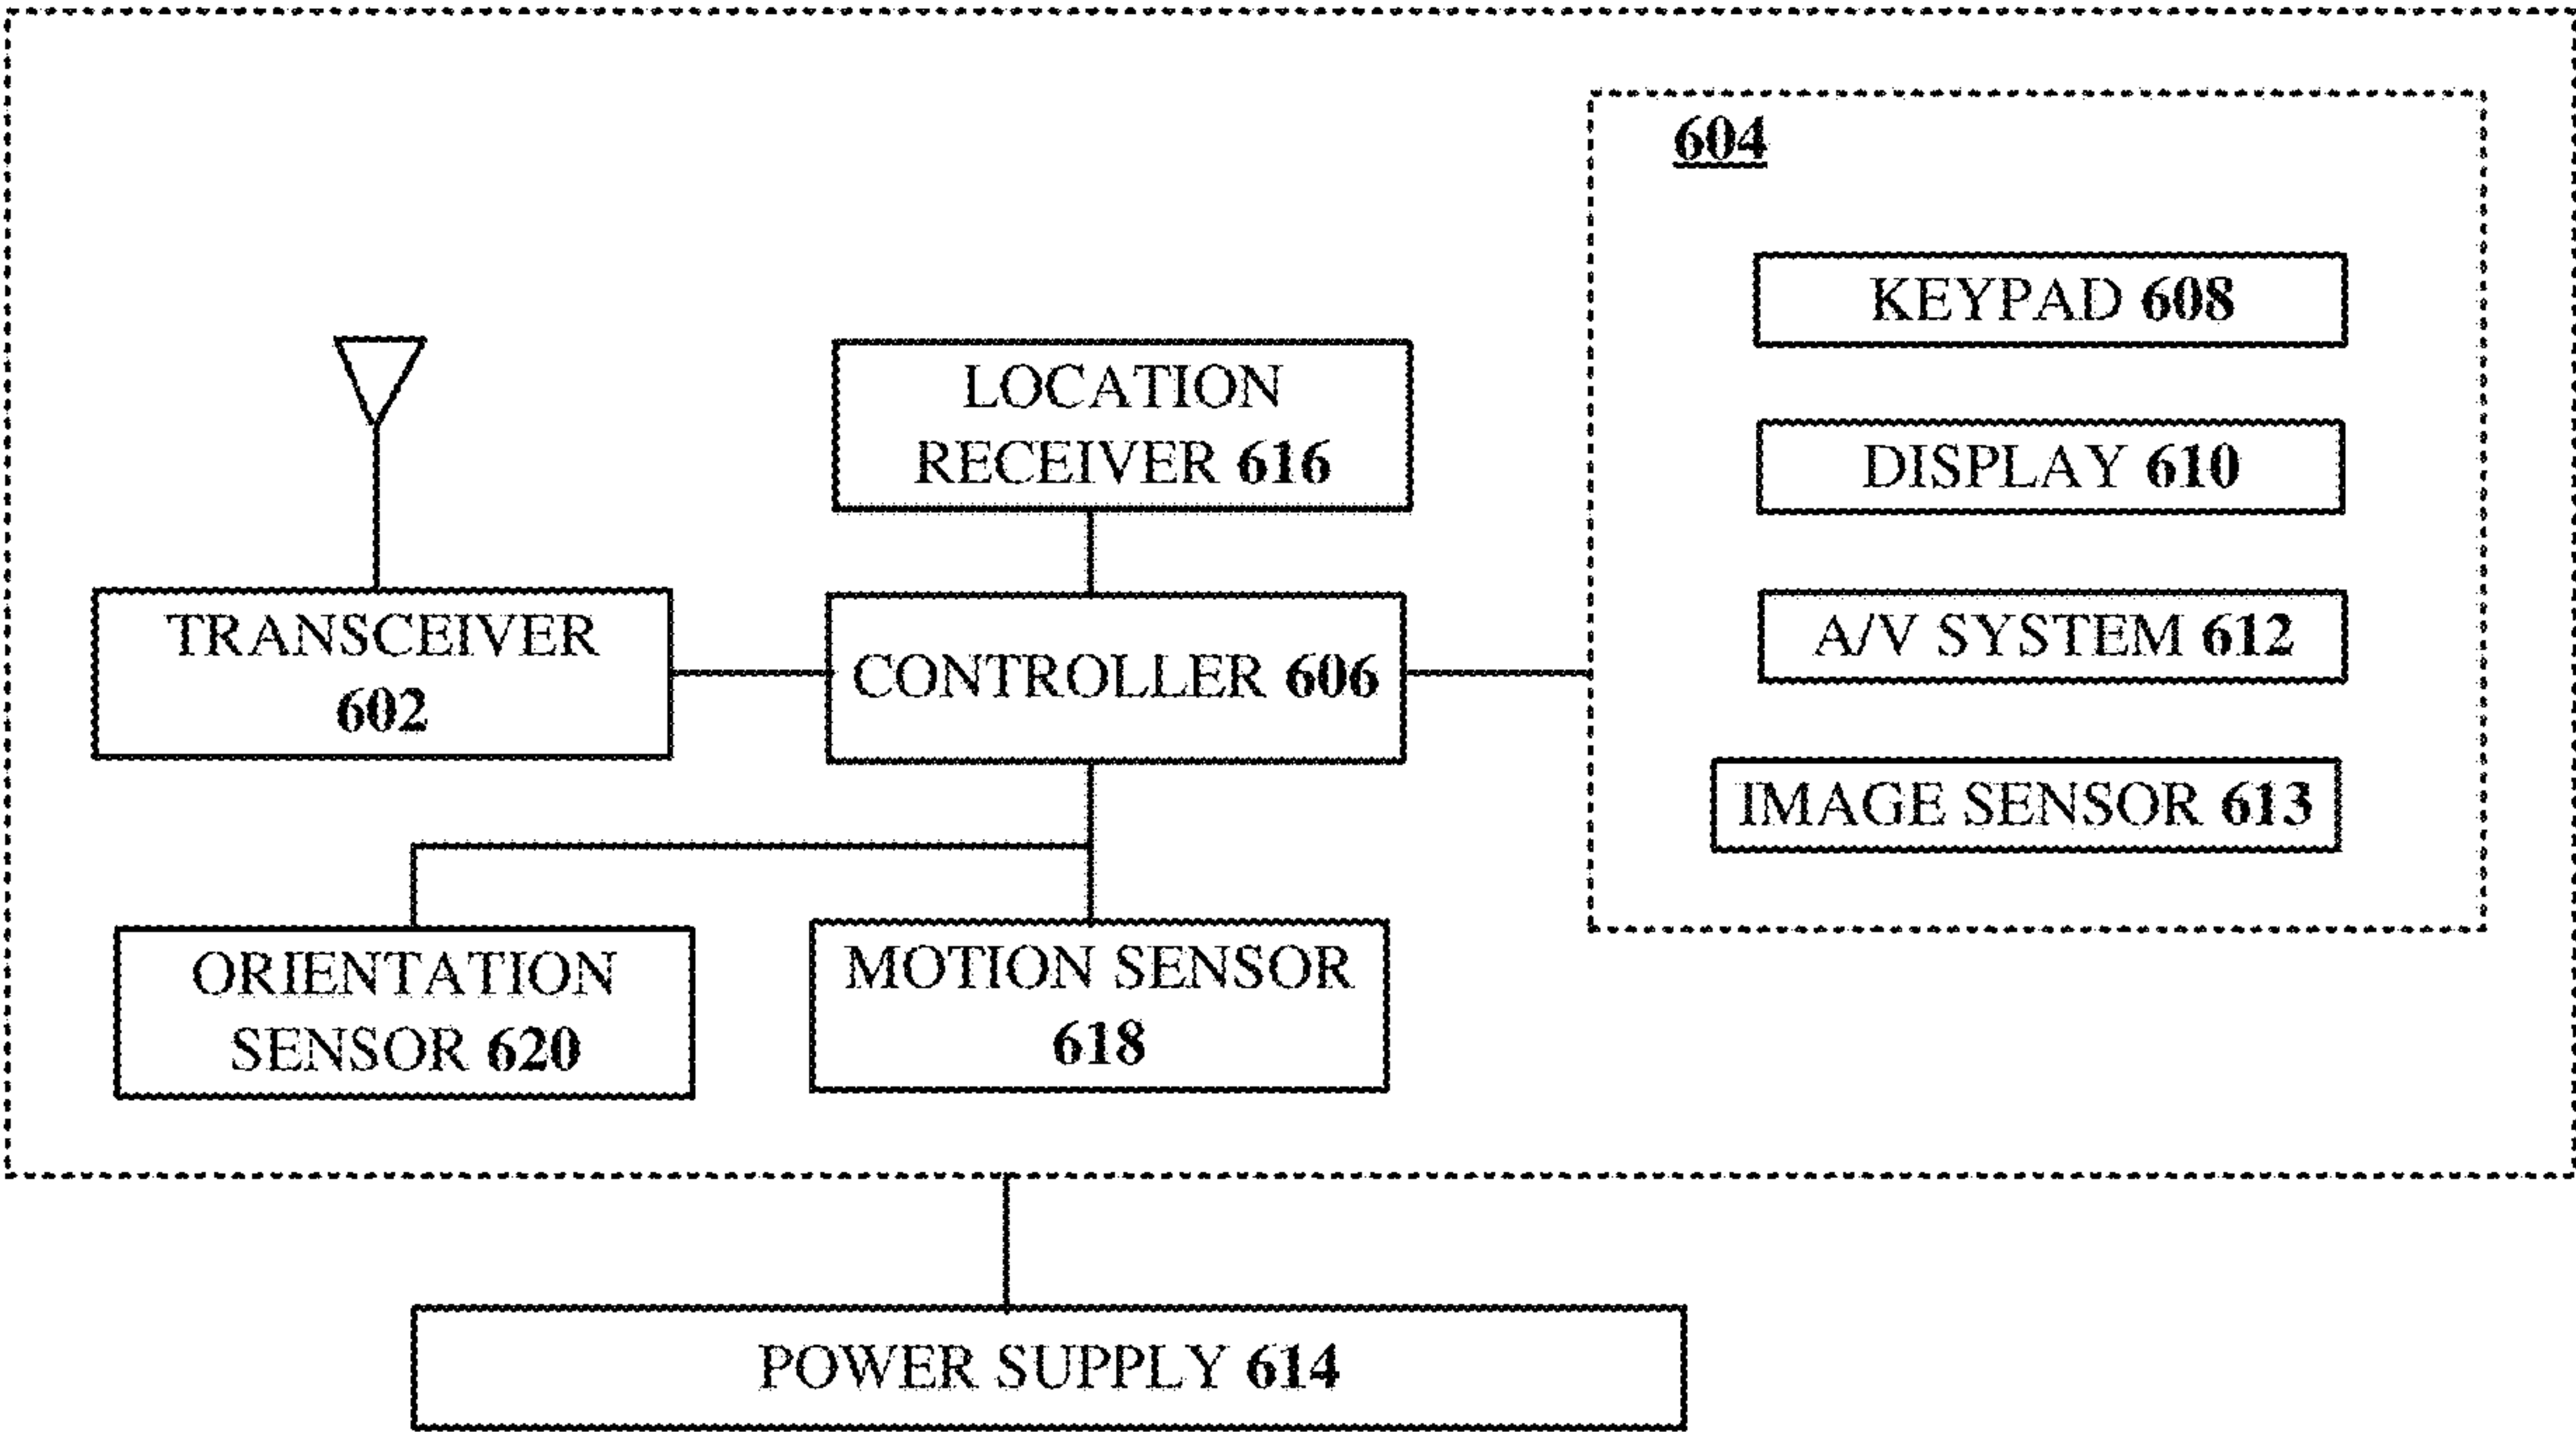 604
KEYPAD 608
LOCATION
RECEIVER 616
DISPLAY 610
TRANSCEIVER
602
CONTROLLER 606
A/V SYSTEM 612
IMAGE SENSOR 613
ORIENTATION
SENSOR 620
MOTION SENSOR
618
POWER SUPPLY 614